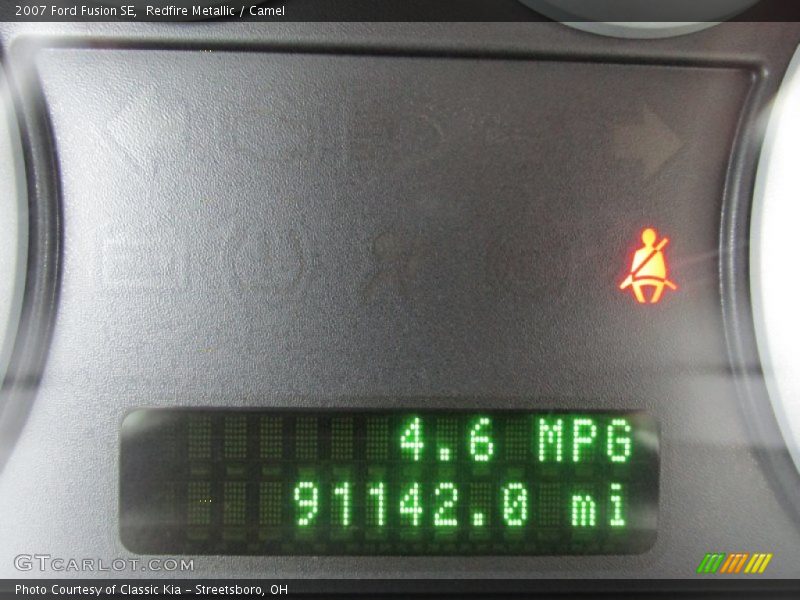 2007 Ford Fusion SE, Redfire Metallic / Camel
4.6 MPG
91142.0 mi
GTCARLOT.COM
Photo Courtesy of Classic Kia - Streetsboro, OH